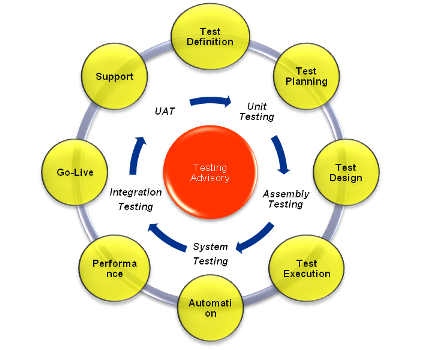 Test
Definition
Test
Planning
Test
Design
Test
Execution
Automati
on
Performa
nce
Go-Live
Support
UAT
Unit
Testing
Assembly
Testing
System
Testing
Integration
Testing
Testing
Advisory